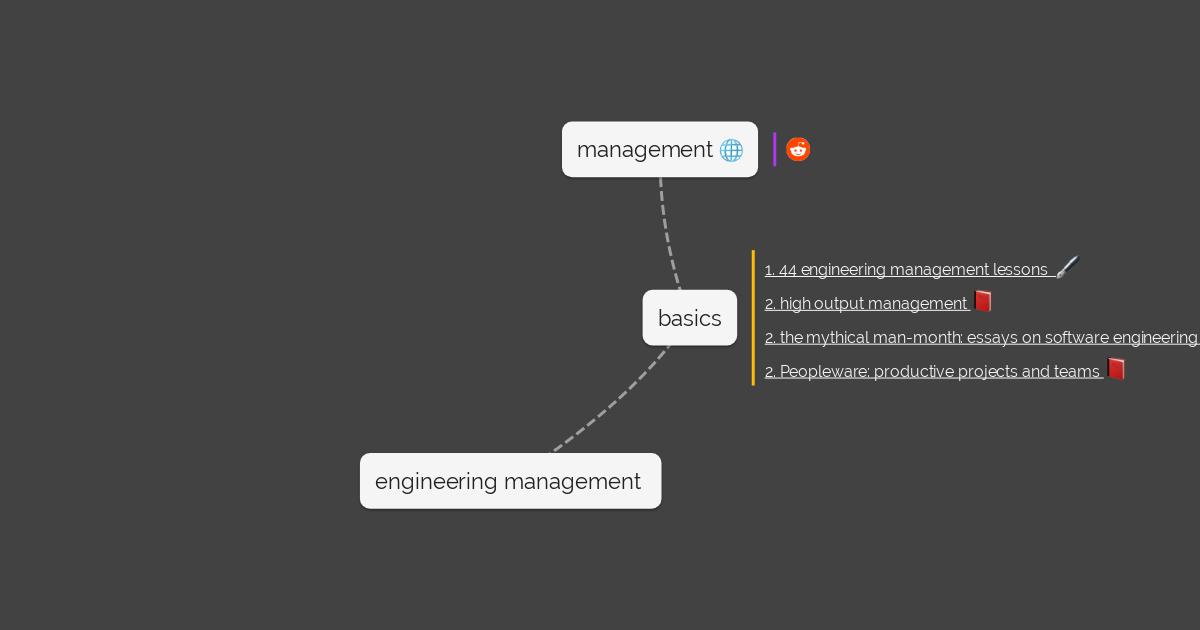 management
1. 44 engineering management lessons
2. high output management
basics
2. the mythical man-month: essays on software engineering
2. Peopleware: productive projects and teams
engineering management